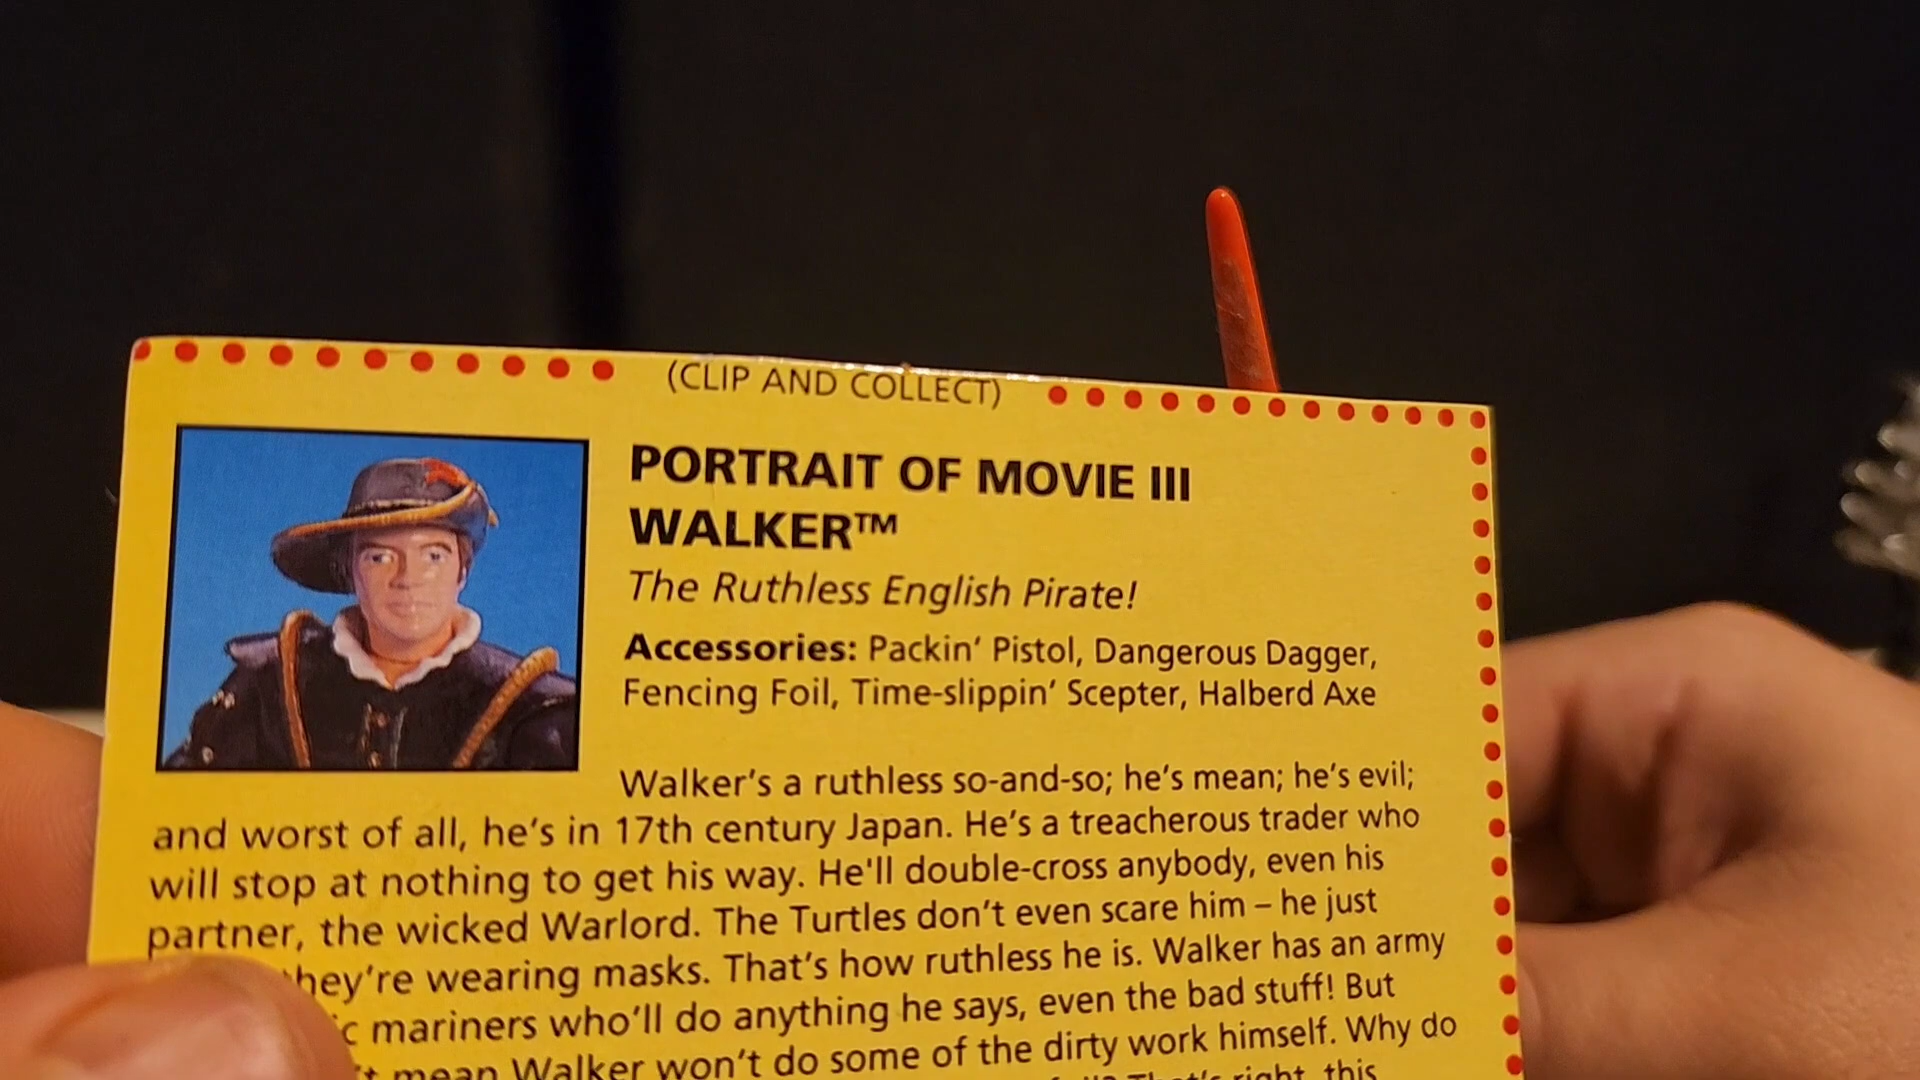 (CLIP AND COLLECT)
PORTRAIT OF MOVIE III
WALKER™
The Ruthless English Pirate!
Accessories: Packin' Pistol, Dangerous Dagger,
Fencing Foil, Time-slippin' Scepter, Halberd Axe
Walker's a ruthless so-and-so; he's mean; he's evil;
and worst of all, he's in 17th century Japan. He's a treacherous trader who
will stop at nothing to get his way. He'll double-cross anybody, even his
partner, the wicked Warlord. The Turtles don't even scare him – he just
they're wearing masks. That's how ruthless he is. Walker has an army
mariners who'll do anything he says, even the bad stuff! But
mean Walker won't do some of the dirty work himself. Why do
That's right, this